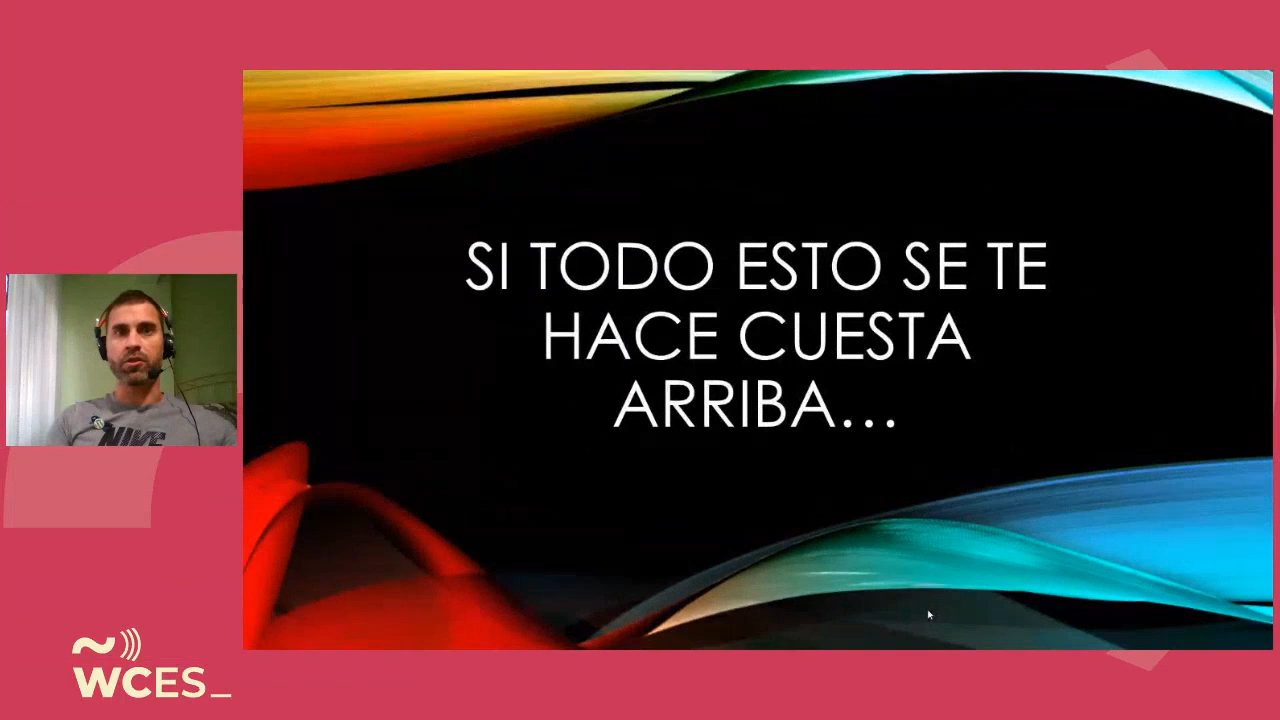 SI TODO ESTO SE TE
HACE CUESTA
ARRIBA...
NIKE
WCES_